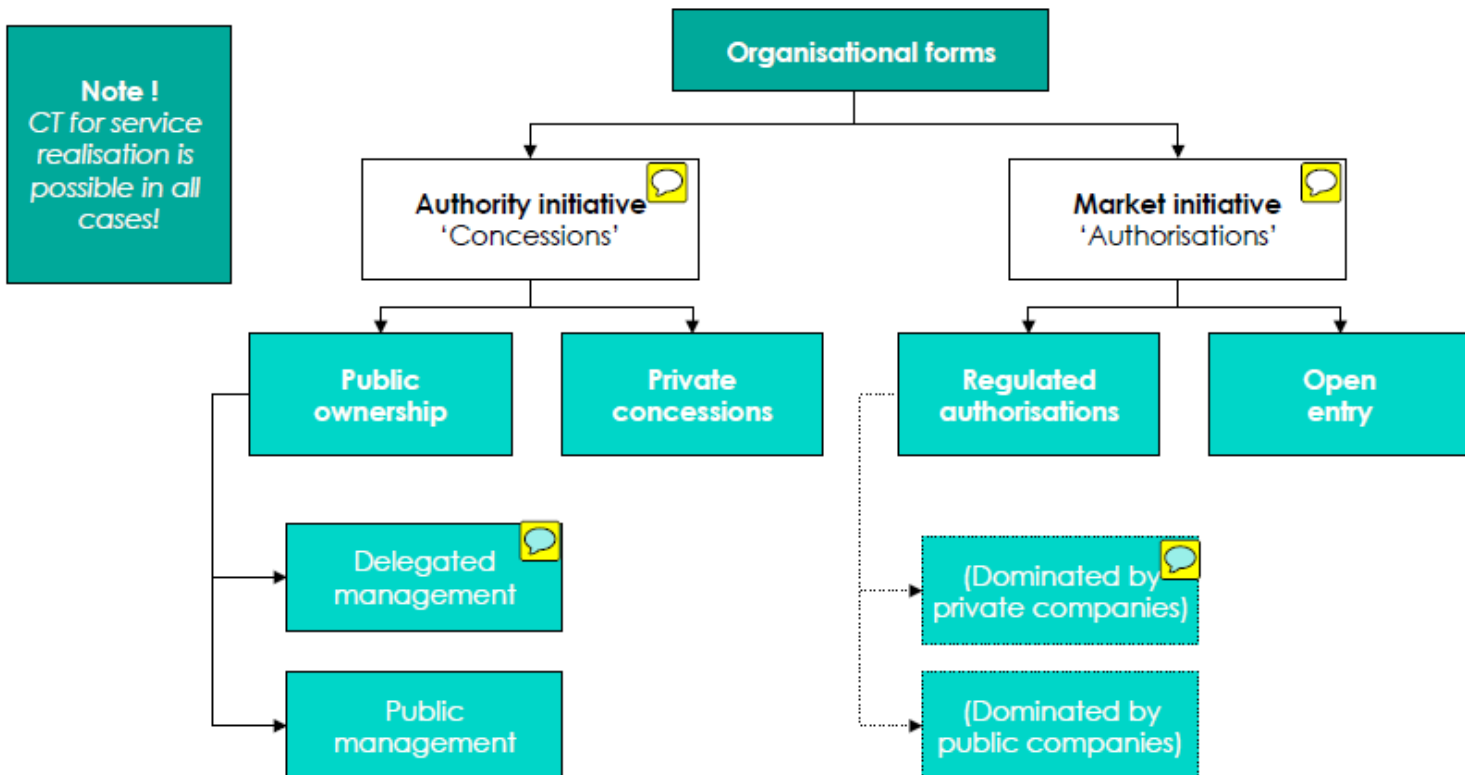 Organisational forms
Note !
CT for service
realisation is
possible in all
cases!
Authority initiative
‘Concessions’
Market initiative
‘Authorisations’
Public
ownership
Private
concessions
Regulated
authorisations
Open
entry
Delegated
management
(Dominated by
private companies)
Public
management
(Dominated by
public companies)